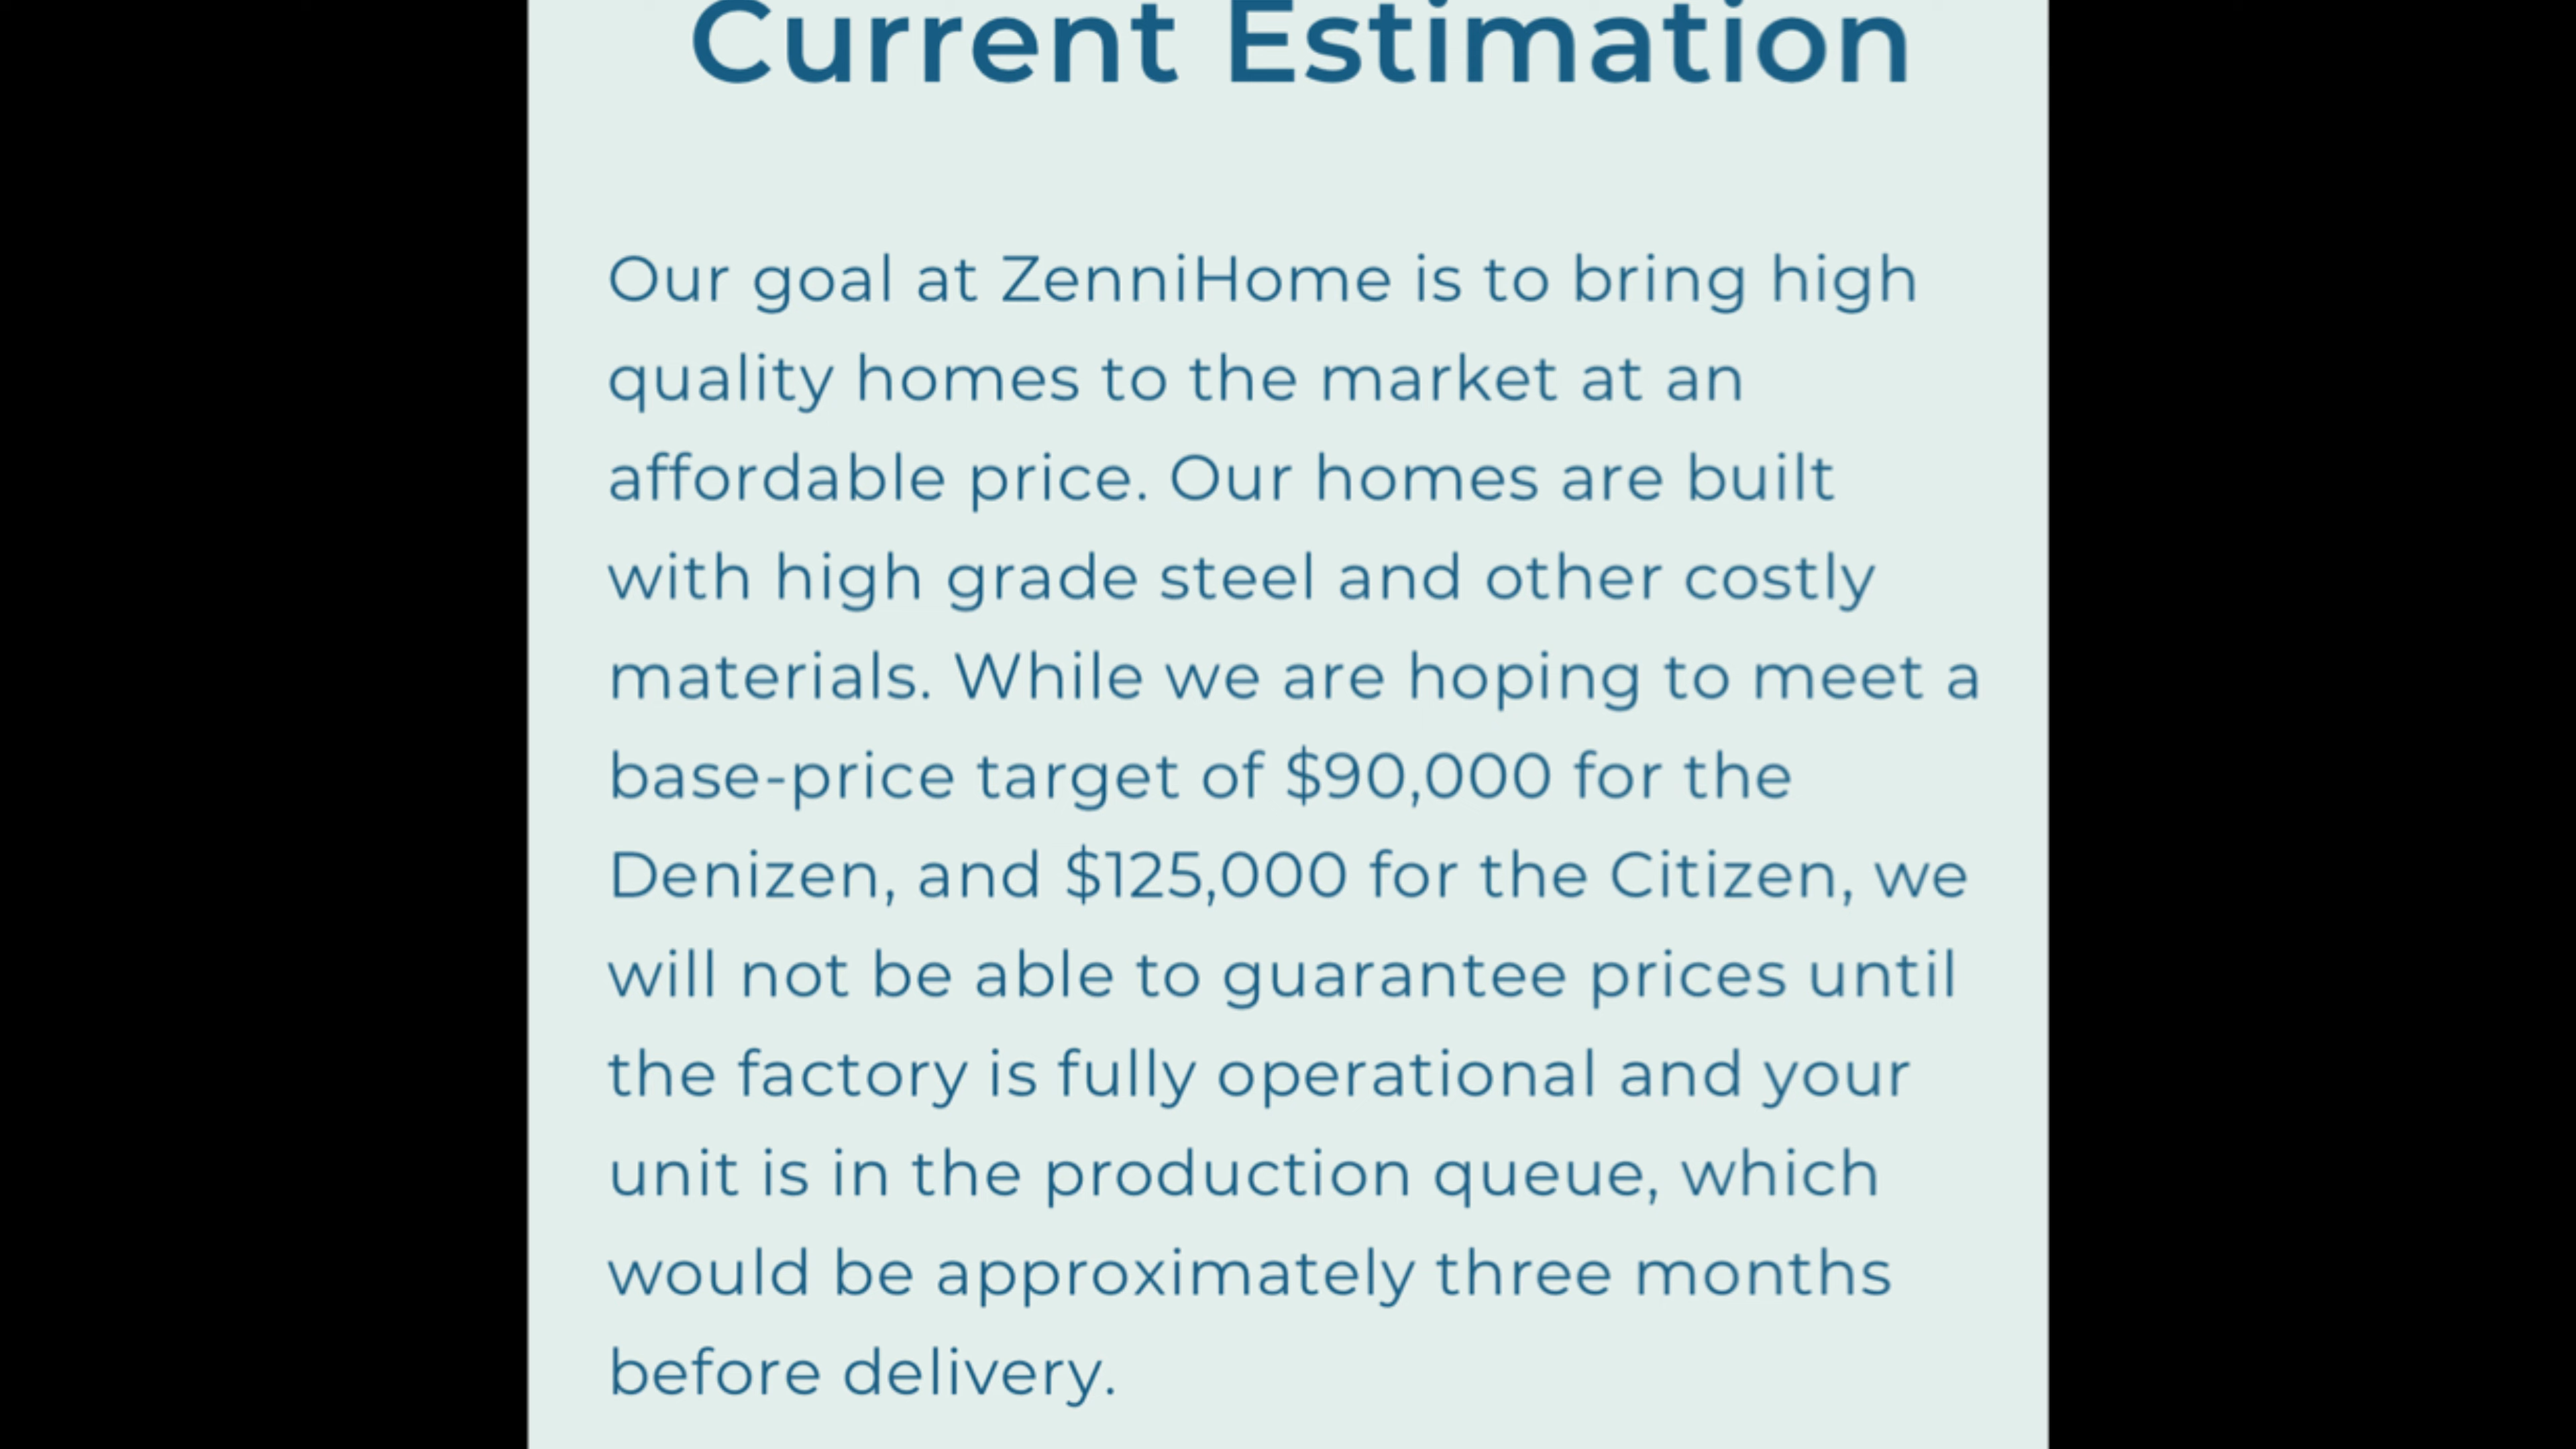 Current Estimation
Our goal at ZenniHome is to bring high
quality homes to the market at an
affordable price. Our homes are built
with high grade steel and other costly
materials. While we are hoping to meet a
base-price target of $90,000 for the
Denizen, and $125,000 for the Citizen, we
will not be able to guarantee prices until
the factory is fully operational and your
unit is in the production queue, which
would be approximately three months
before delivery.